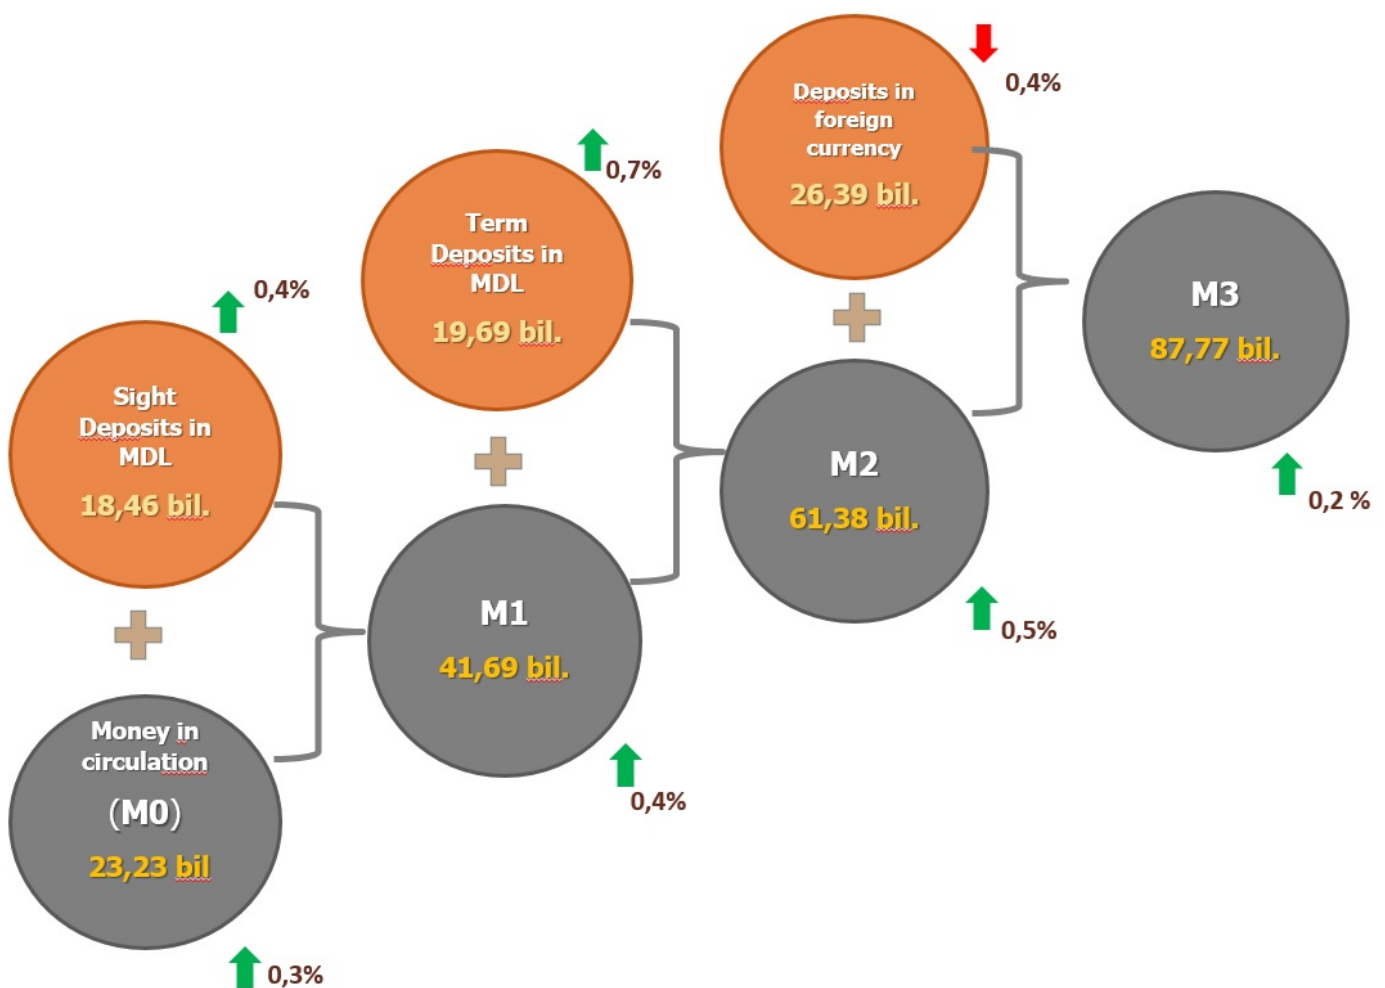 0,4%
Sight
Deposits in
MDL
18,46 bil.
Money in
circulation
(M0)
23,23 bil
0,3%
0,7%
Term
Deposits in
MDL
19,69 bil.
M1
41,69 bil.
0,4%
0,4%
Deposits in
foreign
currency
26,39 bil.
M2
61,38 bil.
0,5%
M3
87,77 bil.
0,2 %